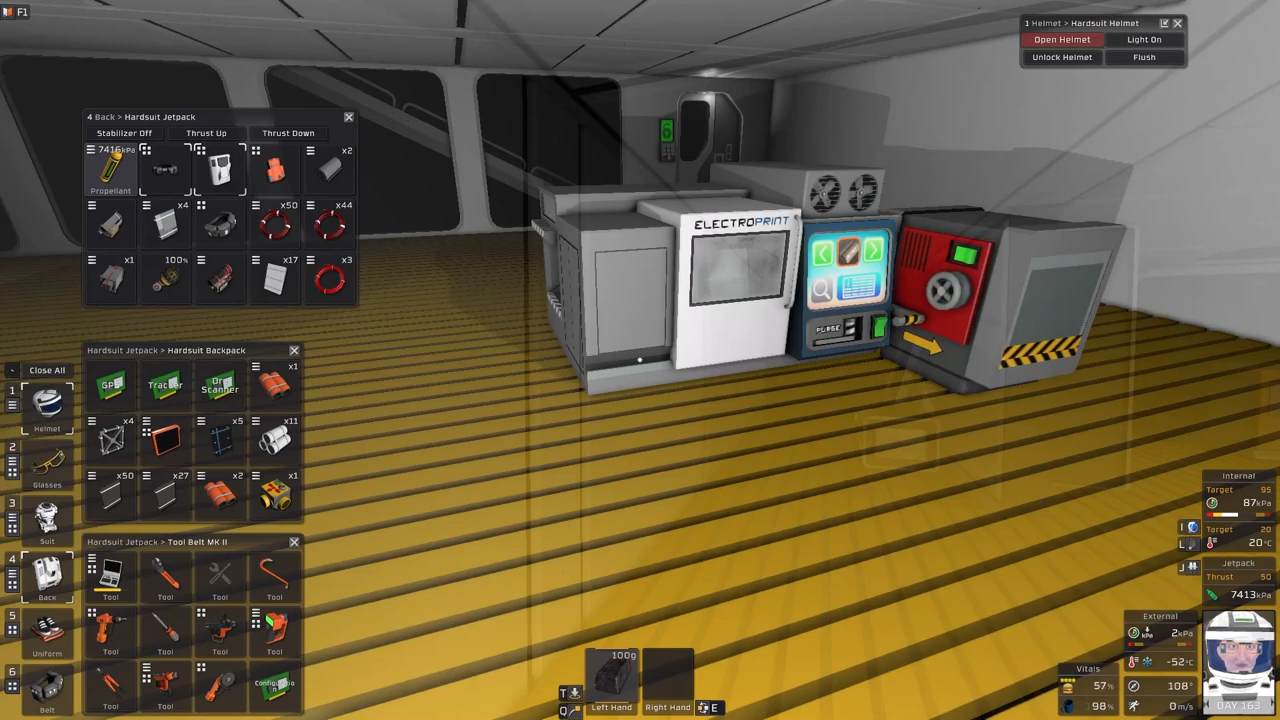 F1
1 Helmet > Hardsuit Helmet
Open Helmet
Light On
Unlock Helmet
Flush
4 Back > Hardsuit Jetpack
Stabilizer Off
Thrust Up
Thrust Down
7416kPa
x2
Propellant
x4
x50
x44
x1
100%
x17
x3
ELECTROPRINT
PURGE
Hardsuit Jetpack > Hardsuit Backpack
GPS
Tracker
Ore Scanner
x1
x4
x5
x11
x50
x27
x2
x1
Close All
1
Helmet
2
Glasses
3
Suit
4
Back
5
Uniform
6
Belt
Hardsuit Jetpack > Tool Belt MK II
Tool
Tool
Tool
Tool
Tool
Tool
Tool
Tool
Tool
Tool
100g
T
Q
Left Hand
Right Hand
E
Internal
Target 95
87kPa
Target 20
20°C
I
L
J
Jetpack
Thrust 50
7413kPa
External
kPa
2kPa
-52°C
108°
0m/s
Vitals
57%
98%
DAY 163